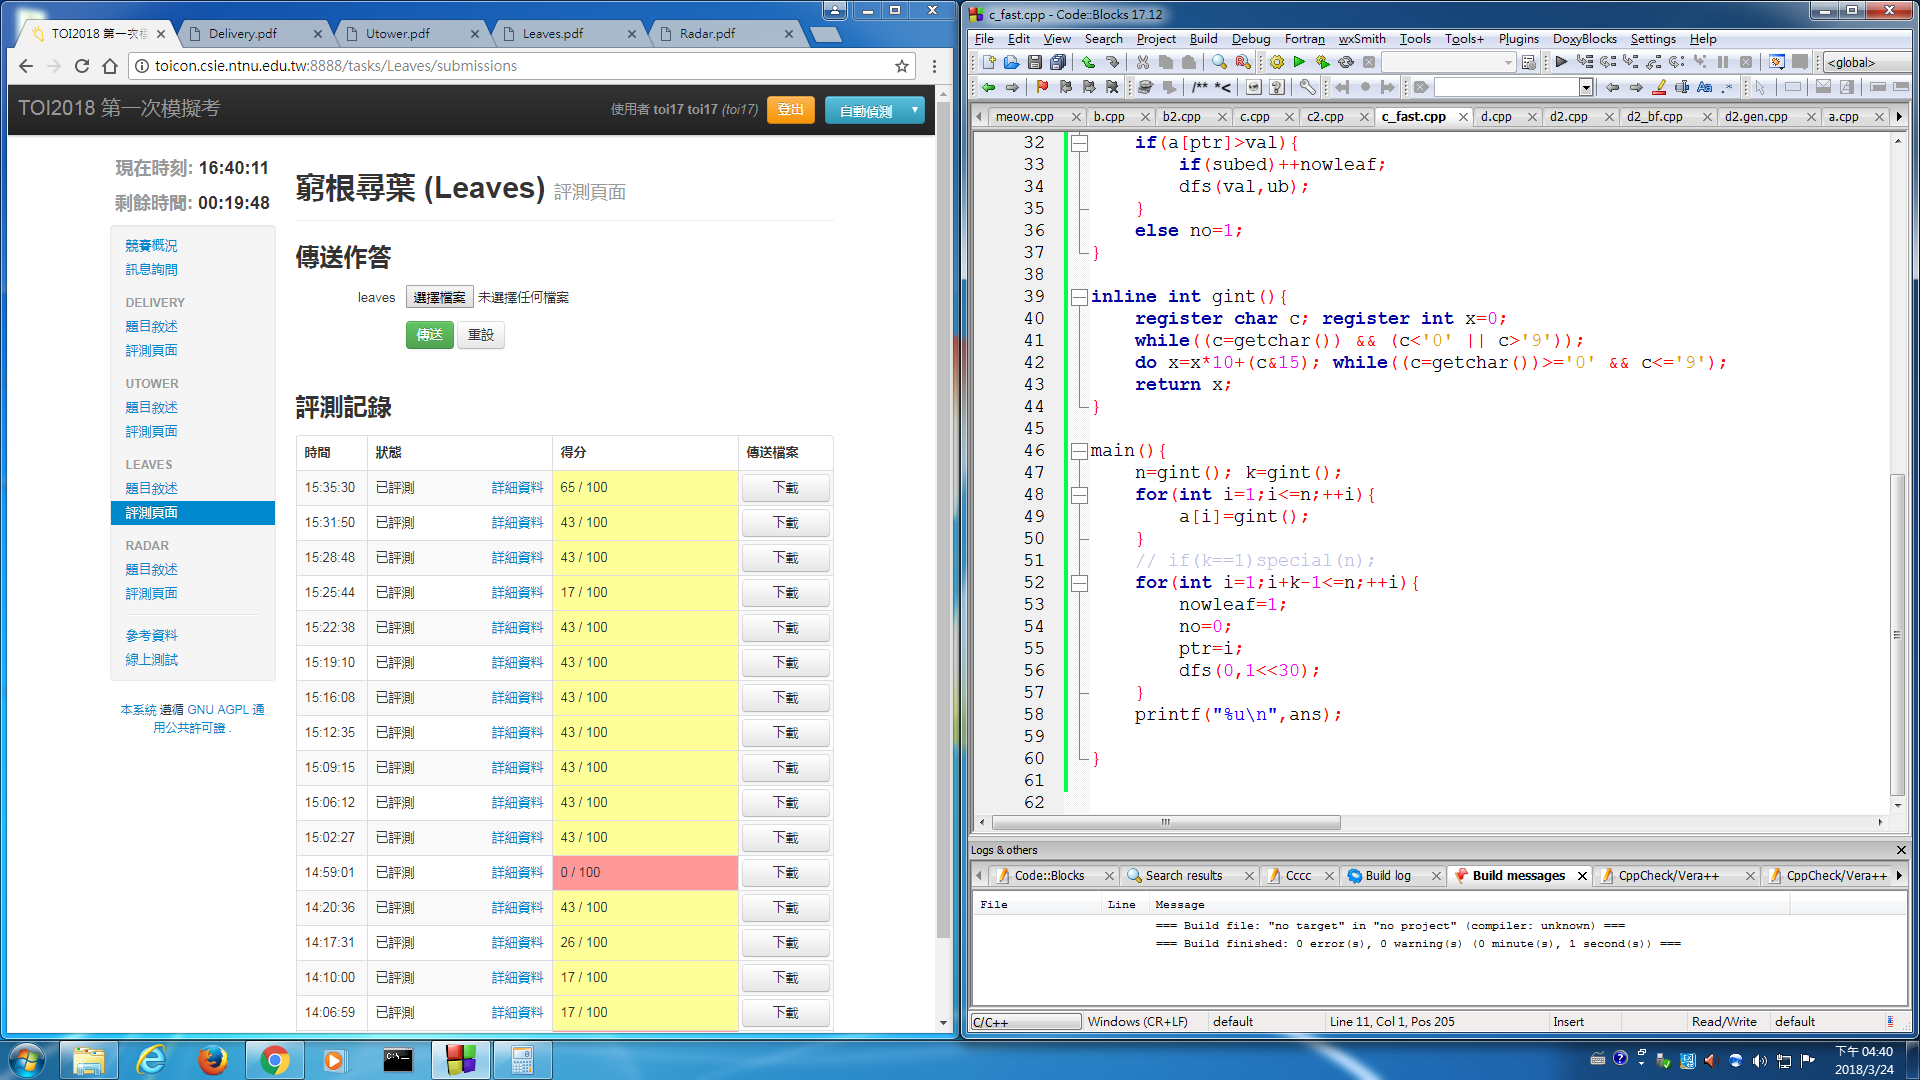 TOI2018 第一次模
Delivery.pdf
Utower.pdf
Leaves.pdf
Radar.pdf
toicon.csie.ntnu.edu.tw:8888/tasks/Leaves/submissions
TOI2018 第一次模擬考
使用者 toi17 toi17 (toi17)
登出
自動偵測
現在時刻: 16:40:11
剩餘時間: 00:19:48
競賽概況
訊息詢問
DELIVERY
題目敘述
評測頁面
UTOWER
題目敘述
評測頁面
LEAVES
題目敘述
評測頁面
RADAR
題目敘述
評測頁面
參考資料
線上測試
本系統 遵循 GNU AGPL 通
用公共許可證 .
窮根尋葉 (Leaves) 評測頁面
傳送作答
leaves 選擇檔案 未選擇任何檔案
傳送 重設
評測記錄
時間 狀態 得分 傳送檔案
15:35:30 已評測 詳細資料 65 / 100 下載
15:31:50 已評測 詳細資料 43 / 100 下載
15:28:48 已評測 詳細資料 43 / 100 下載
15:25:44 已評測 詳細資料 17 / 100 下載
15:22:38 已評測 詳細資料 43 / 100 下載
15:19:10 已評測 詳細資料 43 / 100 下載
15:16:08 已評測 詳細資料 43 / 100 下載
15:12:35 已評測 詳細資料 43 / 100 下載
15:09:15 已評測 詳細資料 43 / 100 下載
15:06:12 已評測 詳細資料 43 / 100 下載
15:02:27 已評測 詳細資料 43 / 100 下載
14:59:01 已評測 詳細資料 0 / 100 下載
14:20:36 已評測 詳細資料 43 / 100 下載
14:17:31 已評測 詳細資料 26 / 100 下載
14:10:00 已評測 詳細資料 17 / 100 下載
14:06:59 已評測 詳細資料 17 / 100 下載
c_fast.cpp - Code::Blocks 17.12
File Edit View Search Project Build Debug Fortran wxSmith Tools Tools+ Plugins DoxyBlocks Settings Help
<global>
meow.cpp b.cpp b2.cpp c.cpp c2.cpp c_fast.cpp d.cpp d2.cpp d2_bf.cpp d2.gen.cpp a.cpp
32 if(a[ptr]>val){
33 if(subed)++nowleaf;
34 dfs(val,ub);
35 }
36 else no=1;
37 }
38
39 inline int gint(){
40 register char c; register int x=0;
41 while((c=getchar()) && (c<'0' || c>'9'));
42 do x=x*10+(c&15); while((c=getchar())>='0' && c<='9');
43 return x;
44 }
45
46 main(){
47 n=gint(); k=gint();
48 for(int i=1;i<=n;++i){
49 a[i]=gint();
50 }
51 // if(k==1)special(n);
52 for(int i=1;i+k-1<=n;++i){
53 nowleaf=1;
54 no=0;
55 ptr=i;
56 dfs(0,1<<30);
57 }
58 printf("%u\n",ans);
59
60 }
61
62
Logs & others
Code::Blocks Search results Cccc Build log Build messages CppCheck/Vera++ CppCheck/Vera++
File Line Message
=== Build file: "no target" in "no project" (compiler: unknown) ===
=== Build finished: 0 error(s), 0 warning(s) (0 minute(s), 1 second(s)) ===
C/C++ Windows (CR+LF) default Line 11, Col 1, Pos 205 Insert Read/Write default
下午 04:40
2018/3/24